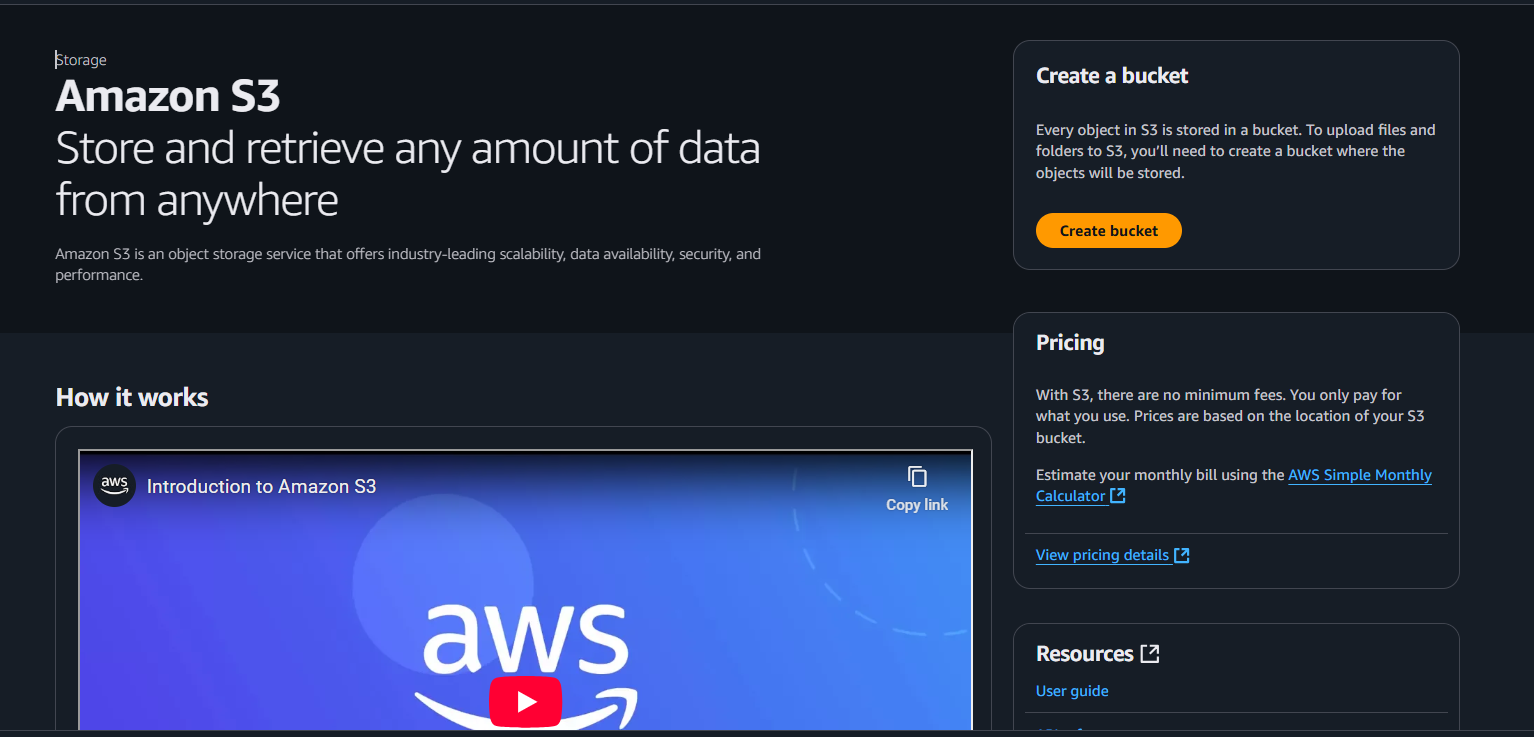 Storage
Amazon S3
Store and retrieve any amount of data
from anywhere
Amazon S3 is an object storage service that offers industry-leading scalability, data availability, security, and
performance.
Create a bucket
Every object in S3 is stored in a bucket. To upload files and
folders to S3, you’ll need to create a bucket where the
objects will be stored.
Create bucket
How it works
aws
Introduction to Amazon S3
Copy link
aws
Pricing
With S3, there are no minimum fees. You only pay for
what you use. Prices are based on the location of your S3
bucket.
Estimate your monthly bill using the AWS Simple Monthly
Calculator
View pricing details
Resources
User guide